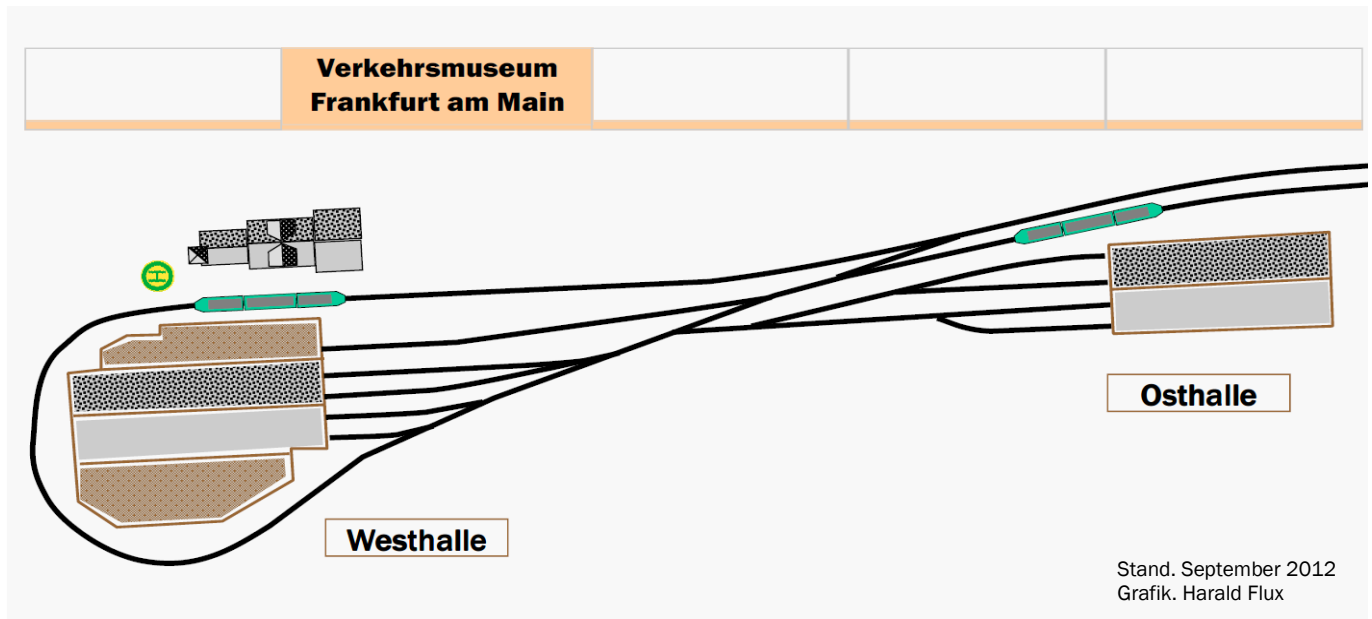 Verkehrsmuseum
Frankfurt am Main
H
Osthalle
Westhalle
Stand. September 2012
Grafik. Harald Flux